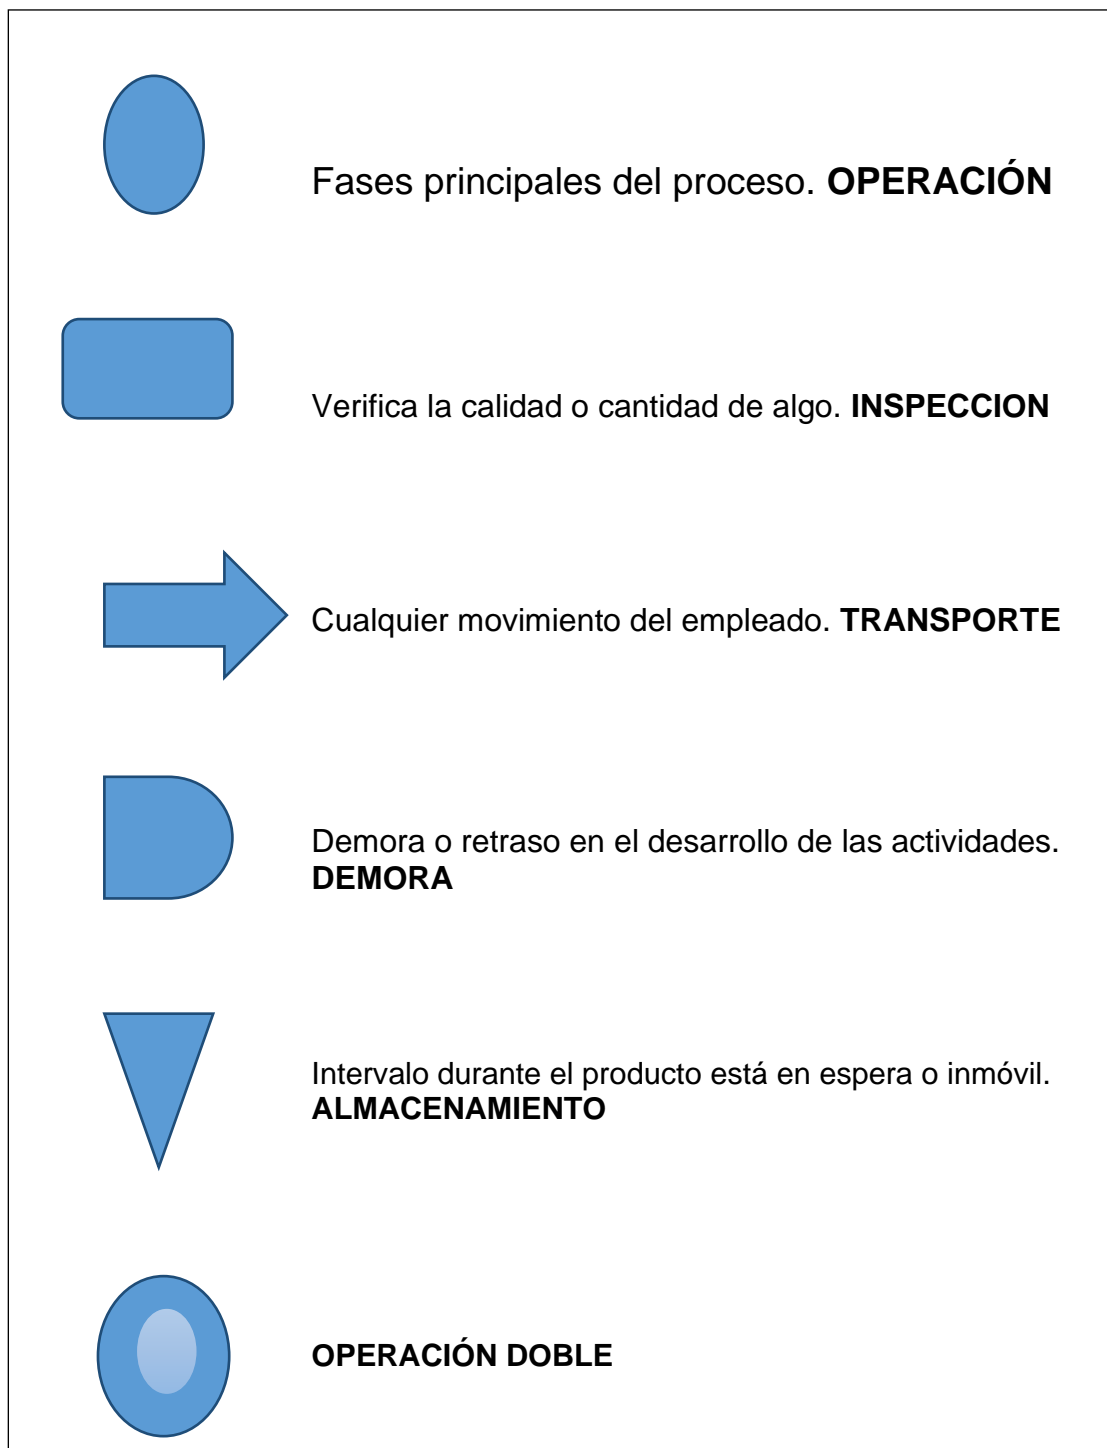 Fases principales del proceso. OPERACIÓN
Verifica la calidad o cantidad de algo. INSPECCION
Cualquier movimiento del empleado. TRANSPORTE
Demora o retraso en el desarrollo de las actividades.
DEMORA
Intervalo durante el producto está en espera o inmóvil.
ALMACENAMIENTO
OPERACIÓN DOBLE